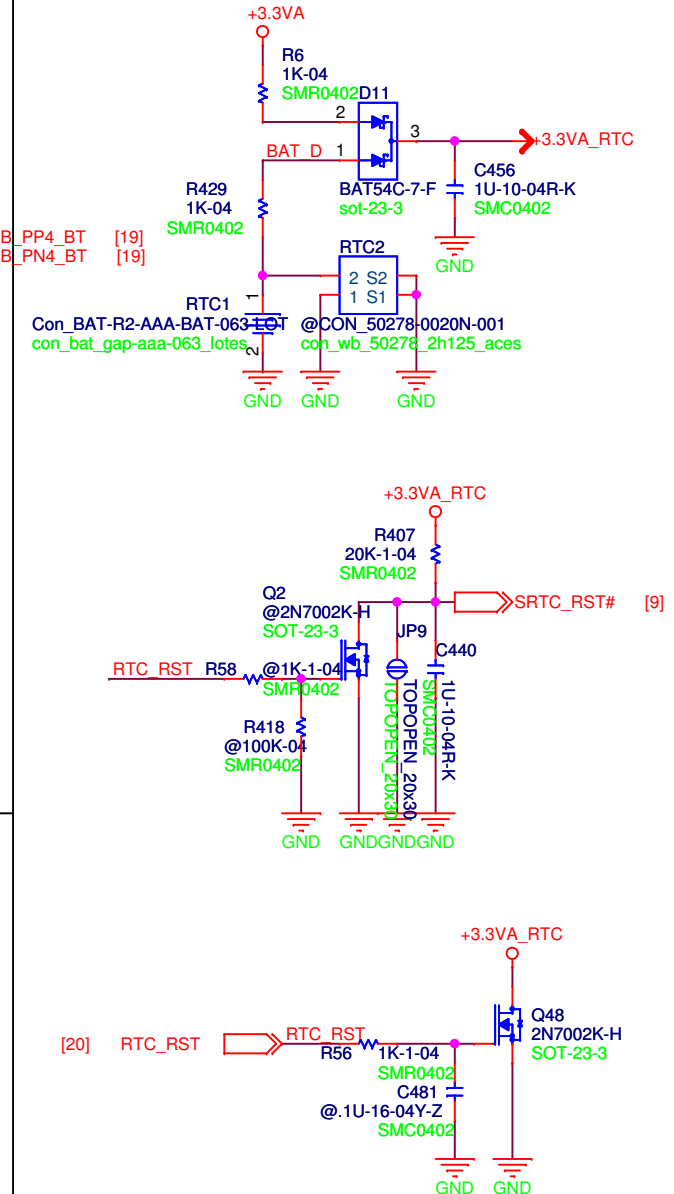 +3.3VA
R6
1K-04
SMR0402
D11
2
3
+3.3VA_RTC
BAT_D
1
C456
1U-10-04R-K
SMC0402
GND
R429
1K-04
SMR0402
BAT54C-7-F
sot-23-3
B_PP4_BT [19]
B_PN4_BT [19]
RTC2
2 S2
1 S1
1
RTC1
Con_BAT-R2-AAA-BAT-063-LOT
con_bat_gap-aaa-063_lotes
2
@CON_50278-0020N-001
con_wb_50278_2h125_aces
GND
GND
GND
+3.3VA_RTC
R407
20K-1-04
SMR0402
Q2
@2N7002K-H
SOT-23-3
SRTC_RST# [9]
JP9
C440
1U-10-04R-K
SMC0402
TOPOPEN_20x30
TOPOPEN_20x30
RTC_RST
R58
@1K-1-04
SMR0402
R418
@100K-04
SMR0402
GND
GND
GND
GND
+3.3VA_RTC
Q48
2N7002K-H
SOT-23-3
[20] RTC_RST
RTC_RST
R56
1K-1-04
SMR0402
C481
@.1U-16-04Y-Z
SMC0402
GND
GND